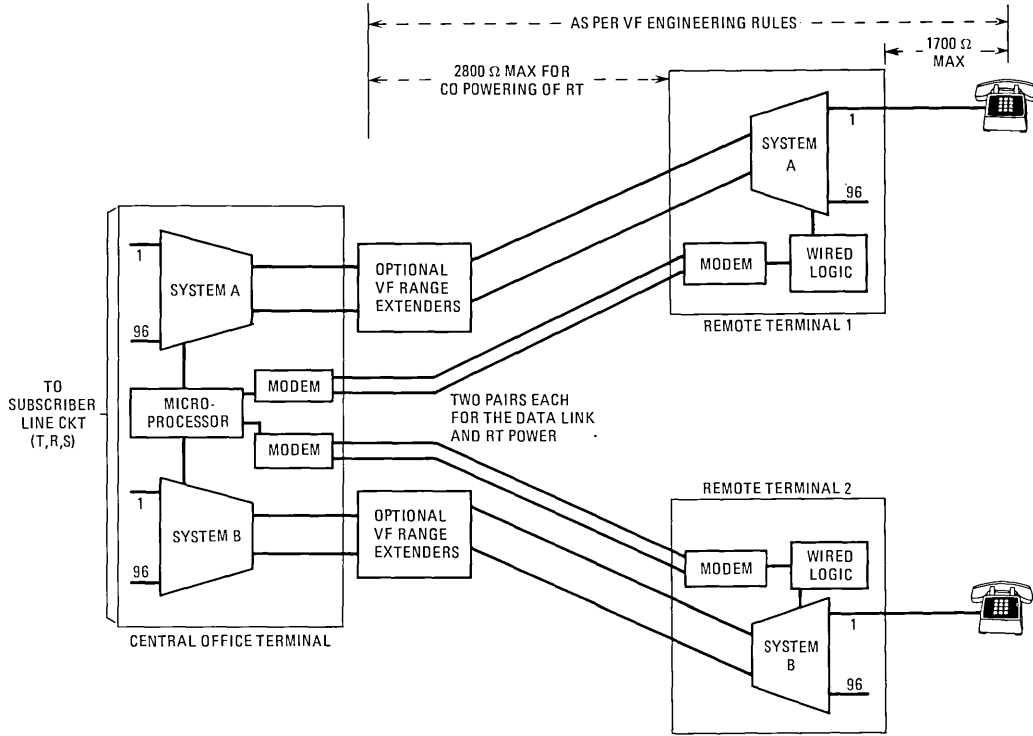 AS PER VF ENGINEERING RULES
1700 Ω
MAX
2800 Ω MAX FOR
CO POWERING OF RT
SYSTEM
A
1
96
MODEM
WIRED
LOGIC
REMOTE TERMINAL 1
1
SYSTEM A
96
OPTIONAL
VF RANGE
EXTENDERS
MODEM
MICRO-
PROCESSOR
MODEM
TO
SUBSCRIBER
LINE CKT
(T,R,S)
TWO PAIRS EACH
FOR THE DATA LINK
AND RT POWER
1
SYSTEM B
96
OPTIONAL
VF RANGE
EXTENDERS
CENTRAL OFFICE TERMINAL
REMOTE TERMINAL 2
MODEM
WIRED
LOGIC
SYSTEM
B
1
96